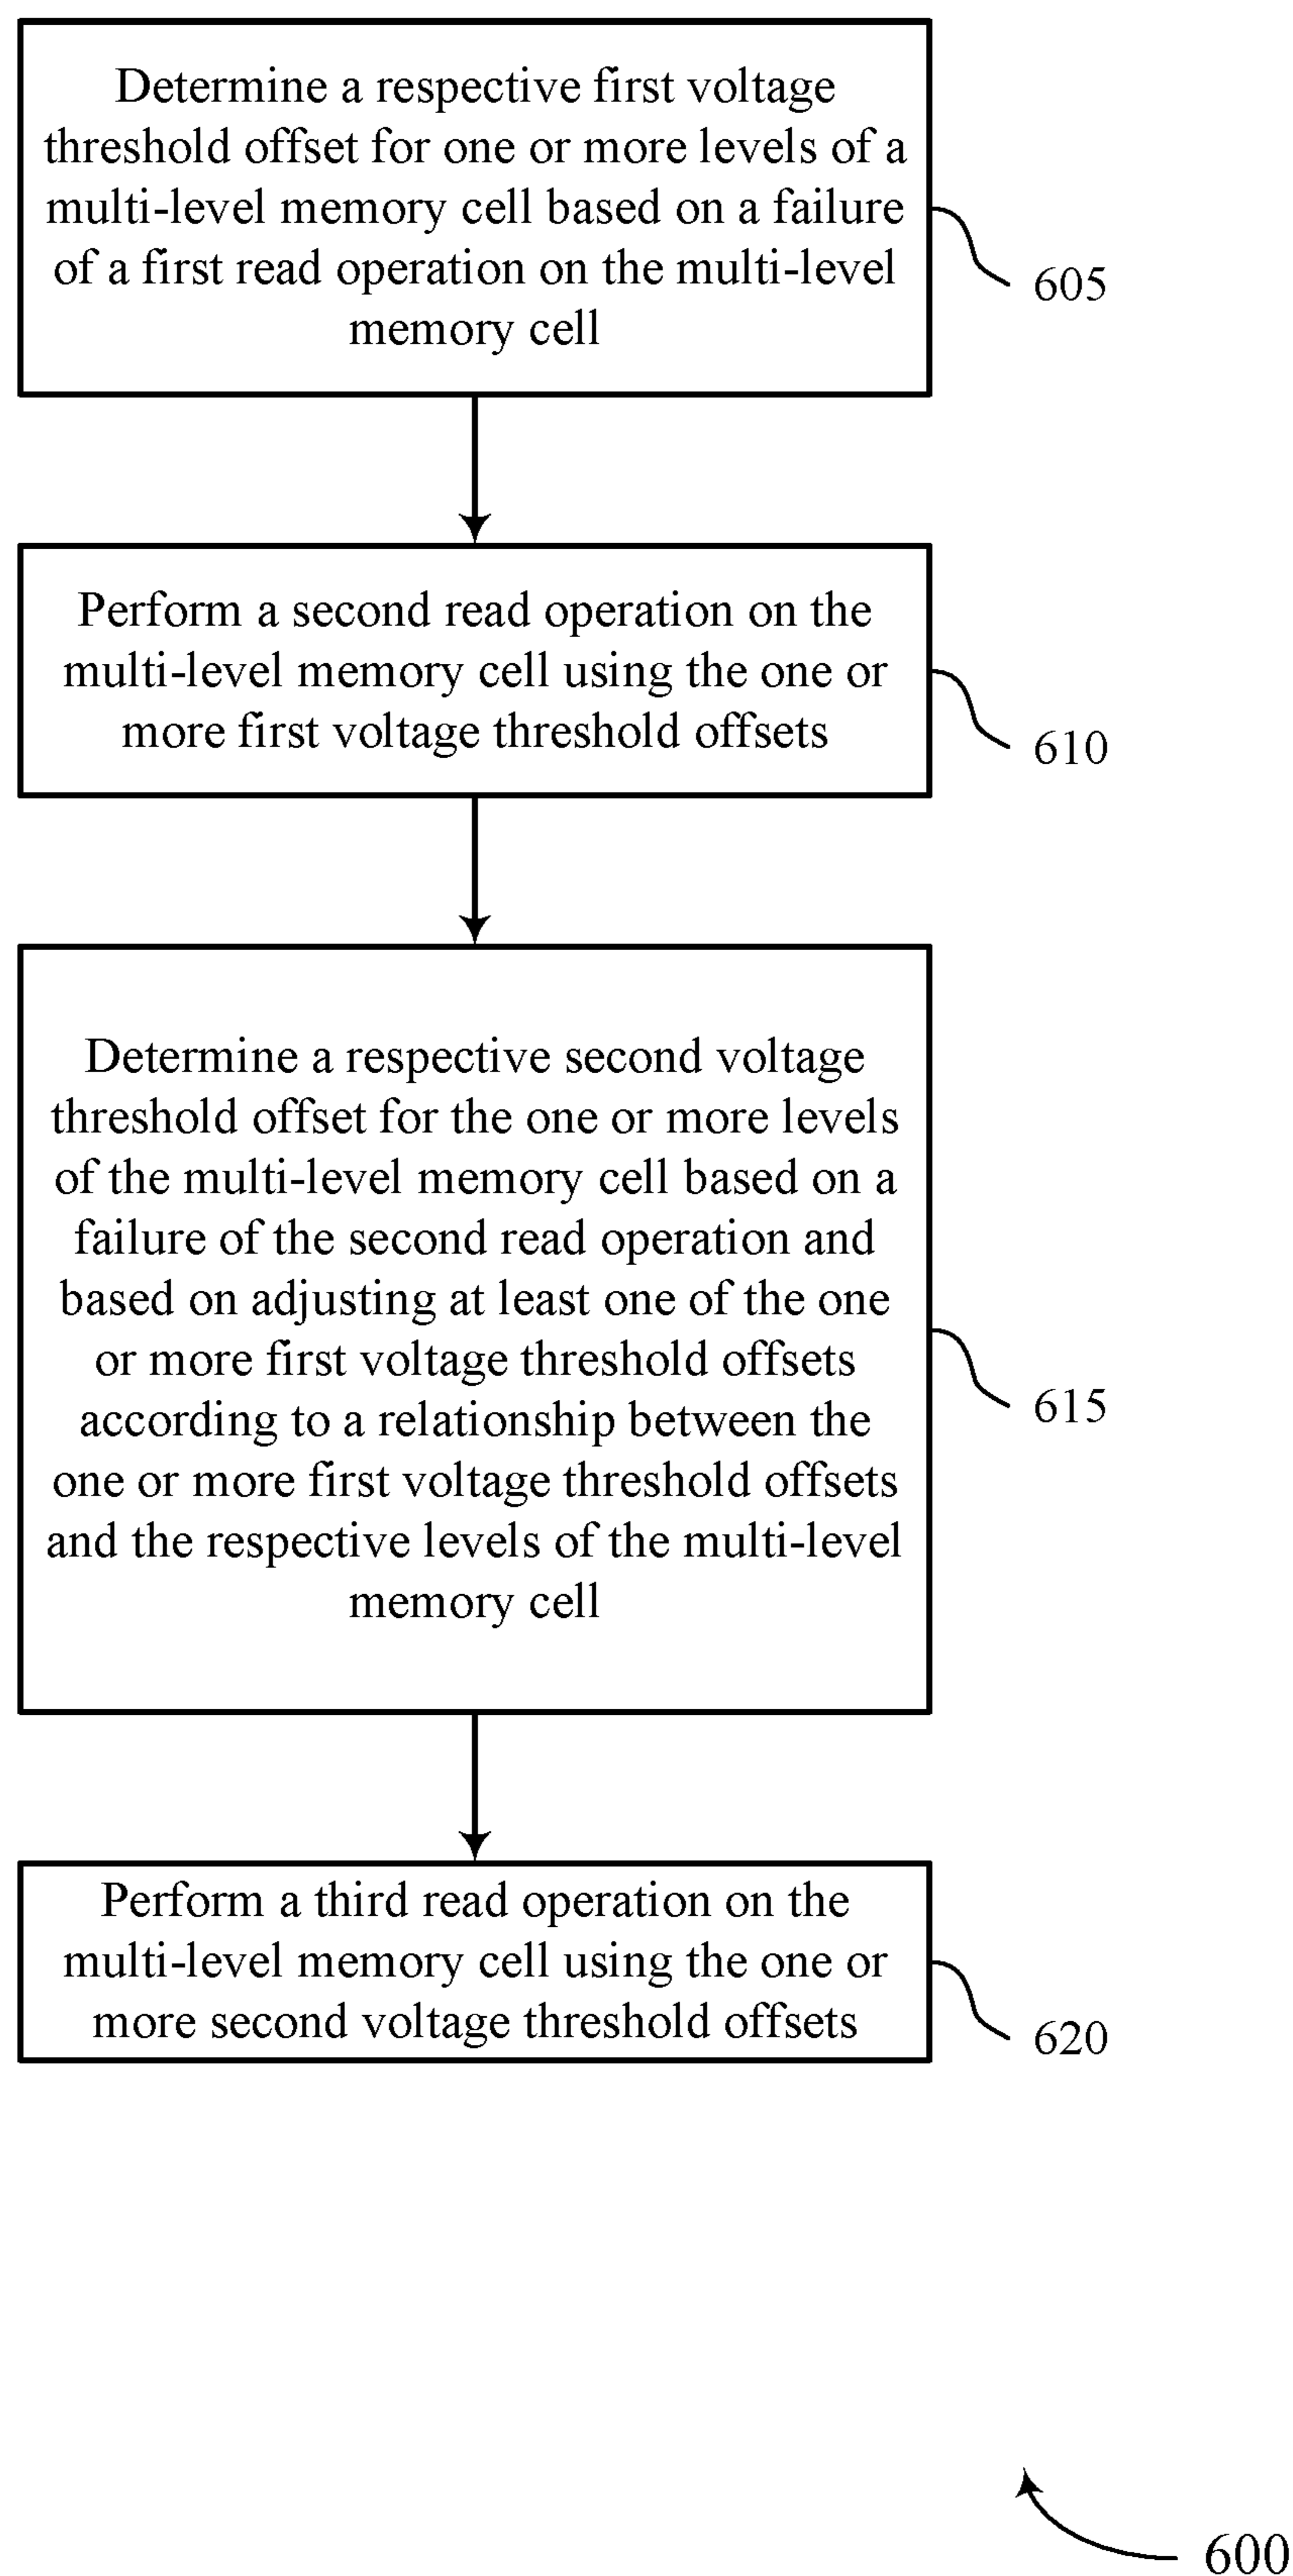 Determine a respective first voltage
threshold offset for one or more levels of a
multi-level memory cell based on a failure
of a first read operation on the multi-level
memory cell
605
Perform a second read operation on the
multi-level memory cell using the one or
more first voltage threshold offsets
610
Determine a respective second voltage
threshold offset for the one or more levels
of the multi-level memory cell based on a
failure of the second read operation and
based on adjusting at least one of the one
or more first voltage threshold offsets
according to a relationship between the
one or more first voltage threshold offsets
and the respective levels of the multi-level
memory cell
615
Perform a third read operation on the
multi-level memory cell using the one or
more second voltage threshold offsets
620
600